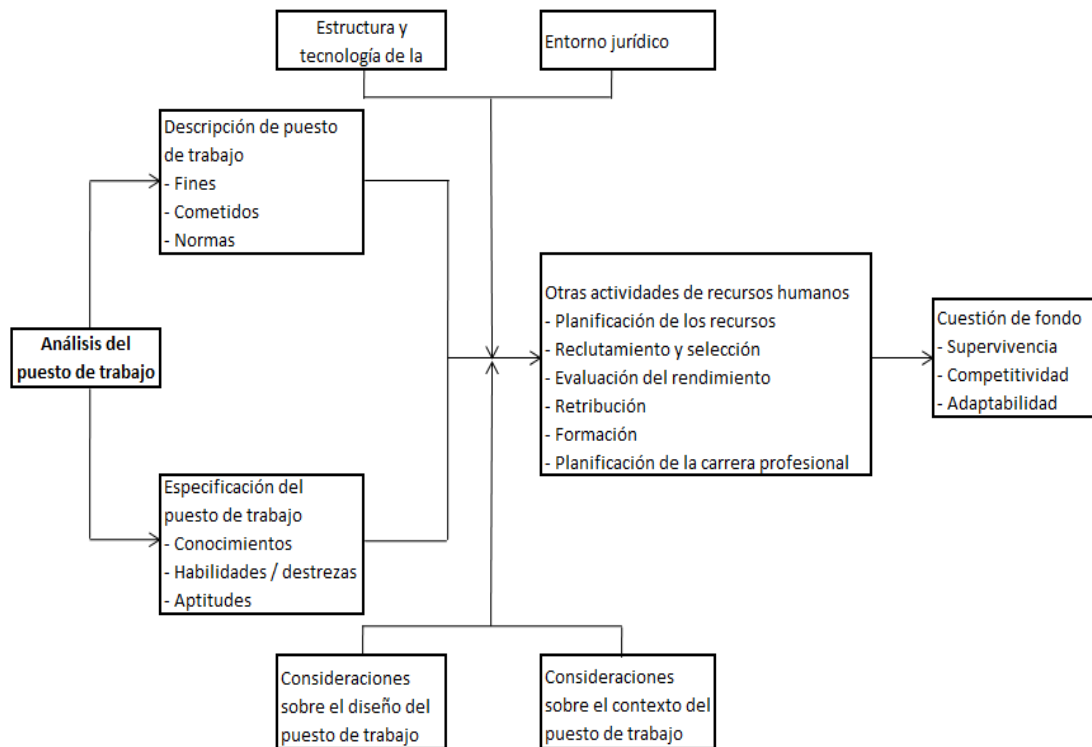 Estructura y
tecnología de la
Entorno jurídico
Descripción de puesto
de trabajo
- Fines
- Cometidos
- Normas
Análisis del
puesto de trabajo
Especificación del
puesto de trabajo
- Conocimientos
- Habilidades / destrezas
- Aptitudes
Otras actividades de recursos humanos
- Planificación de los recursos
- Reclutamiento y selección
- Evaluación del rendimiento
- Retribución
- Formación
- Planificación de la carrera profesional
Cuestión de fondo
- Supervivencia
- Competitividad
- Adaptabilidad
Consideraciones
sobre el diseño del
puesto de trabajo
Consideraciones
sobre el contexto del
puesto de trabajo